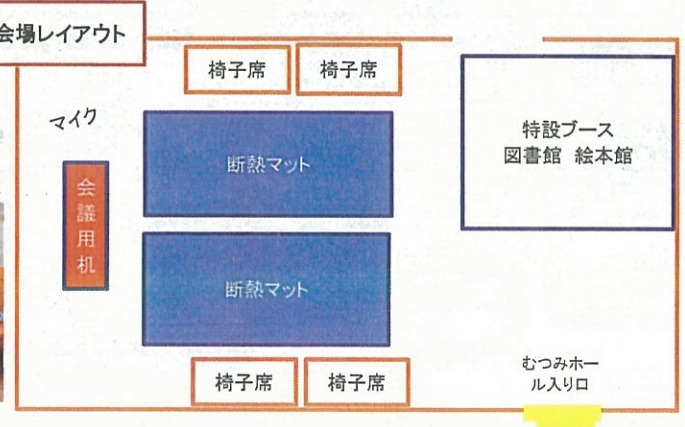 会場レイアウト
椅子席
椅子席
マイク
会議用机
断熱マット
断熱マット
特設ブース
図書館 絵本館
椅子席
椅子席
むつみホー
ル入り口